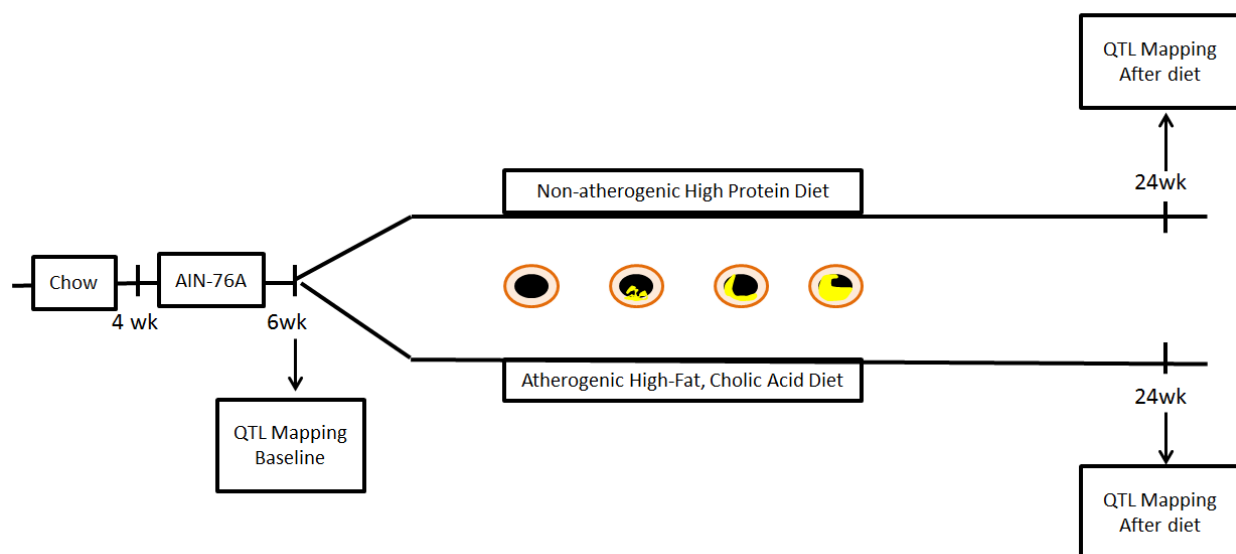 QTL Mapping
After diet
24wk
Non-atherogenic High Protein Diet
Chow
AIN-76A
4 wk
6wk
Atherogenic High-Fat, Cholic Acid Diet
24wk
QTL Mapping
Baseline
QTL Mapping
After diet